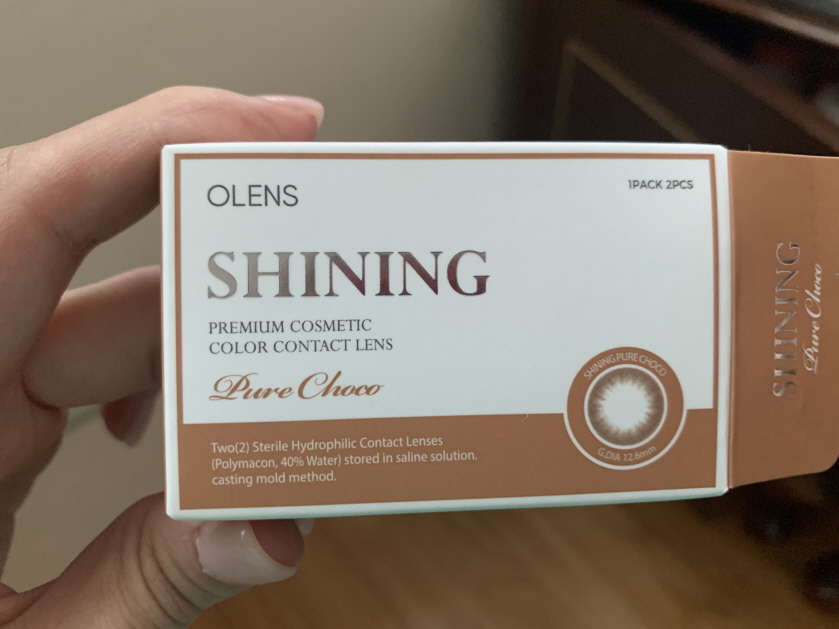 OLENS
1PACK 2PCS
SHINING
PREMIUM COSMETIC
COLOR CONTACT LENS
Pure Choco
SHINING PURE CHOCO
G.DIA 12.6mm
Two(2) Sterile Hydrophilic Contact Lenses
(Polymacon, 40% Water) stored in saline solution.
casting mold method.
SHINING
Pure Choco